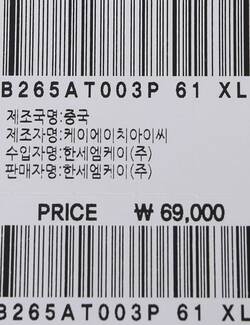 B265AT003P 61 XL
제조국명:중국
제조자명:케이에이치아이씨
수입자명:한세엠케이(주)
판매자명:한세엠케이(주)
PRICE ₩ 69,000
B265AT003P 61 XL